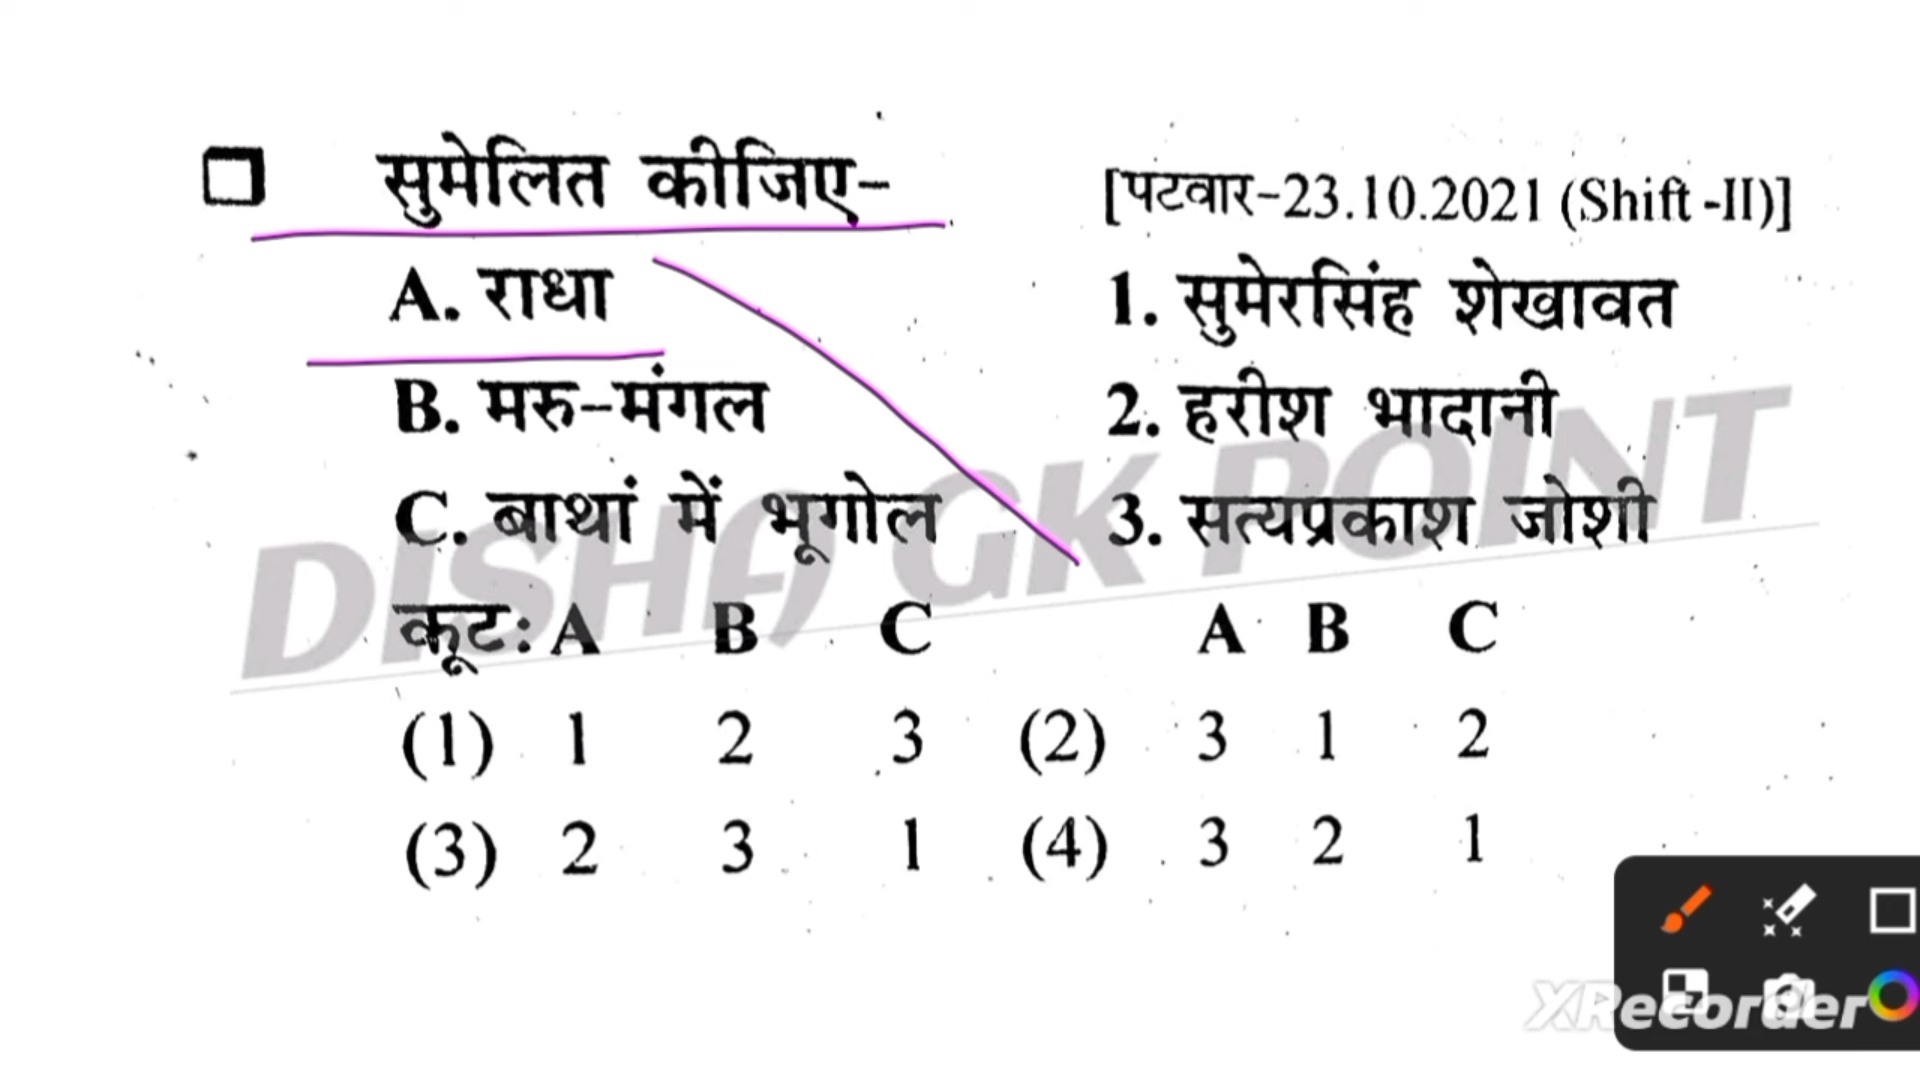 सुमेलित कीजिए- [पटवार-23.10.2021 (Shift -II)]
A. राधा 1. सुमेरसिंह शेखावत
B. मरु-मंगल 2. हरीश भादानी
C. बाथां में भूगोल 3. सत्यप्रकाश जोशी
DISHA GK POINT
कूट: A B C A B C
(1) 1 2 3 (2) 3 1 2
(3) 2 3 1 (4) 3 2 1
XRecorder